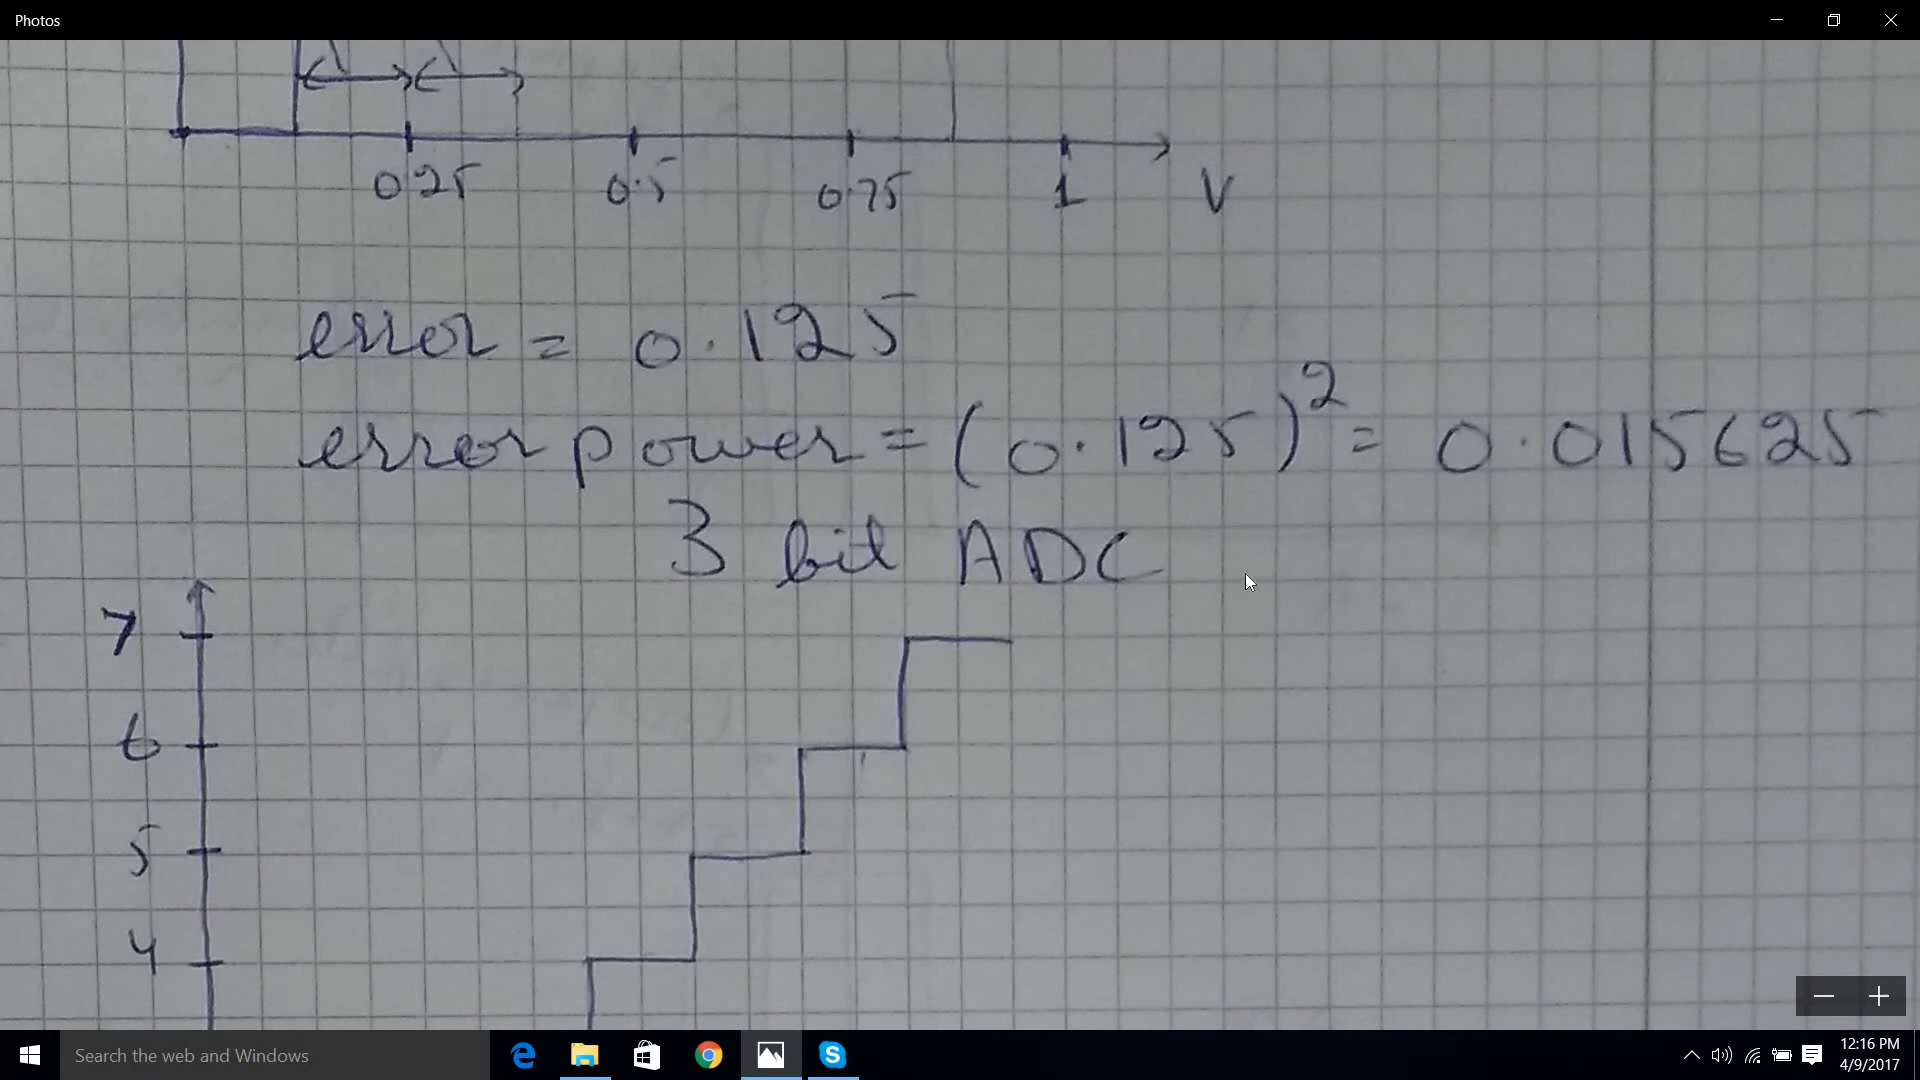 Photos
0.25 0.5 0.75 1 V
error = 0.125
error power = (0.125)² = 0.015625
3 bit ADC
7
6
5
4
Search the web and Windows
12:16 PM
4/9/2017